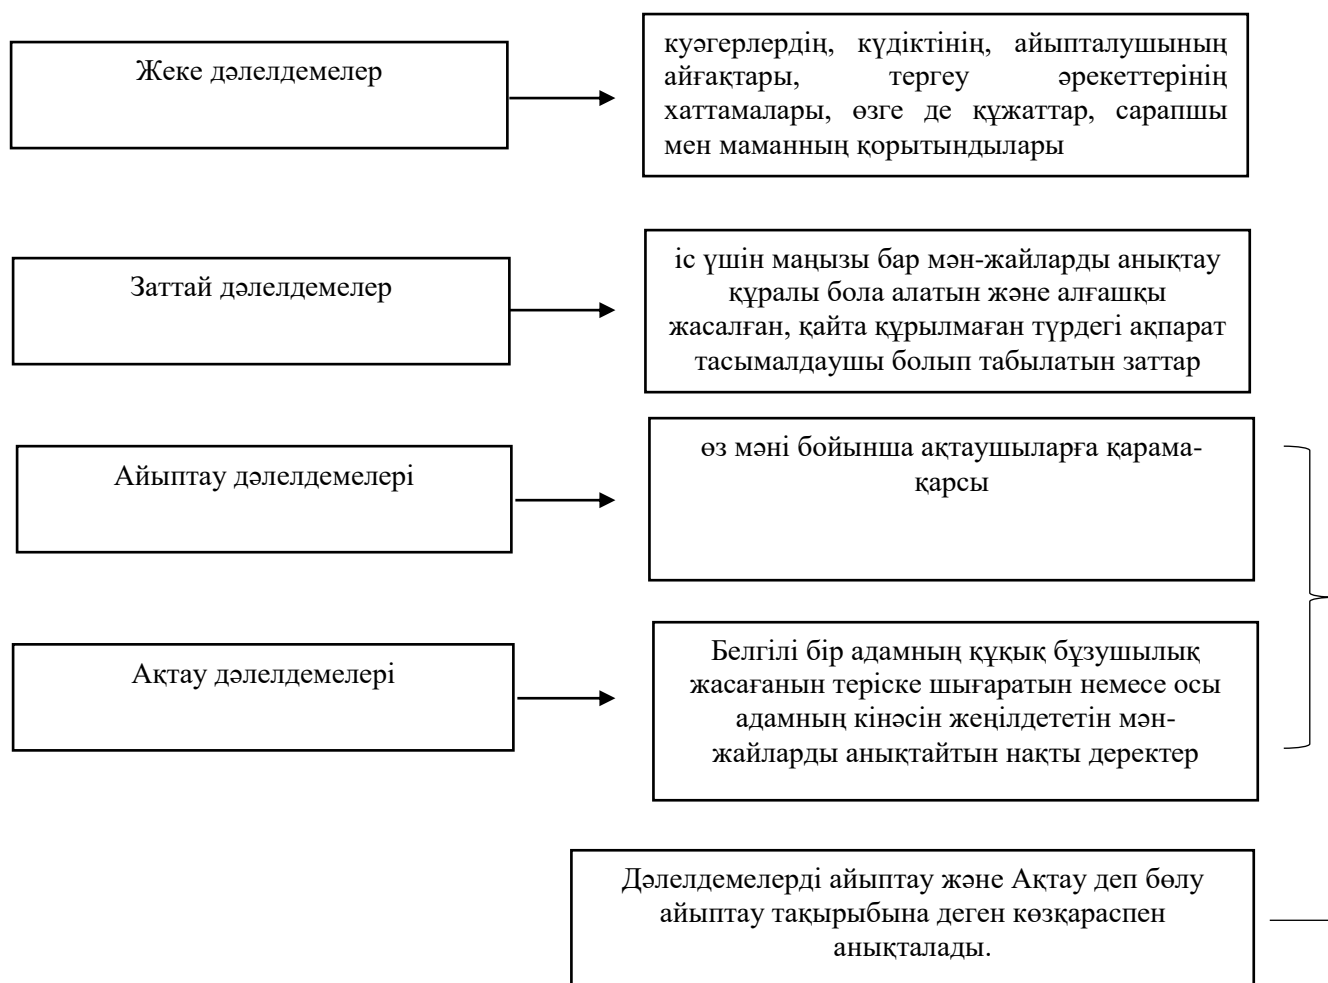 Жеке дәлелдемелер
куәгерлердің, күдіктінің, айыпталушының
айғақтары, тергеу әрекеттерінің
хаттамалары, өзге де құжаттар, сарапшы
мен маманның қорытындылары
Заттай дәлелдемелер
іс үшін маңызы бар мән-жайларды анықтау
құралы бола алатын және алғашқы
жасалған, қайта құрылмаған түрдегі ақпарат
тасымалдаушы болып табылатын заттар
Айыптау дәлелдемелері
өз мәні бойынша ақтаушыларға қарама-
қарсы
Ақтау дәлелдемелері
Белгілі бір адамның құқық бұзушылық
жасағанын теріске шығаратын немесе осы
адамның кінәсін жеңілдететін мән-
жайларды анықтайтын нақты деректер
Дәлелдемелерді айыптау және Ақтау деп бөлу
айыптау тақырыбына деген көзқараспен
анықталады.